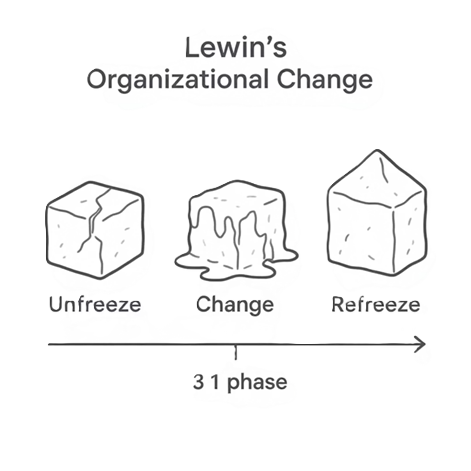 Lewin’s
Organizational Change
Unfreeze
Change
Refreeze
3 1 phase